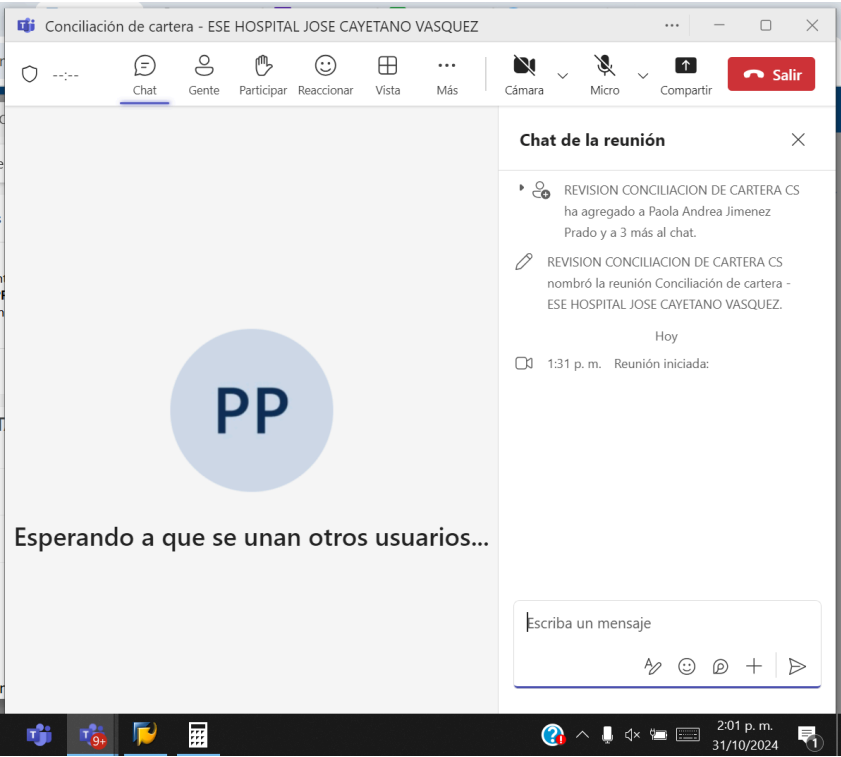 Conciliación de cartera - ESE HOSPITAL JOSE CAYETANO VASQUEZ
--:--
Chat
Gente
Participar
Reaccionar
Vista
Más
Cámara
Micro
Compartir
Salir
Chat de la reunión
REVISION CONCILIACION DE CARTERA CS
ha agregado a Paola Andrea Jimenez
Prado y a 3 más al chat.
REVISION CONCILIACION DE CARTERA CS
nombró la reunión Conciliación de cartera -
ESE HOSPITAL JOSE CAYETANO VASQUEZ.
Hoy
1:31 p. m. Reunión iniciada:
PP
Esperando a que se unan otros usuarios...
Escriba un mensaje
9+
2:01 p. m.
31/10/2024
1